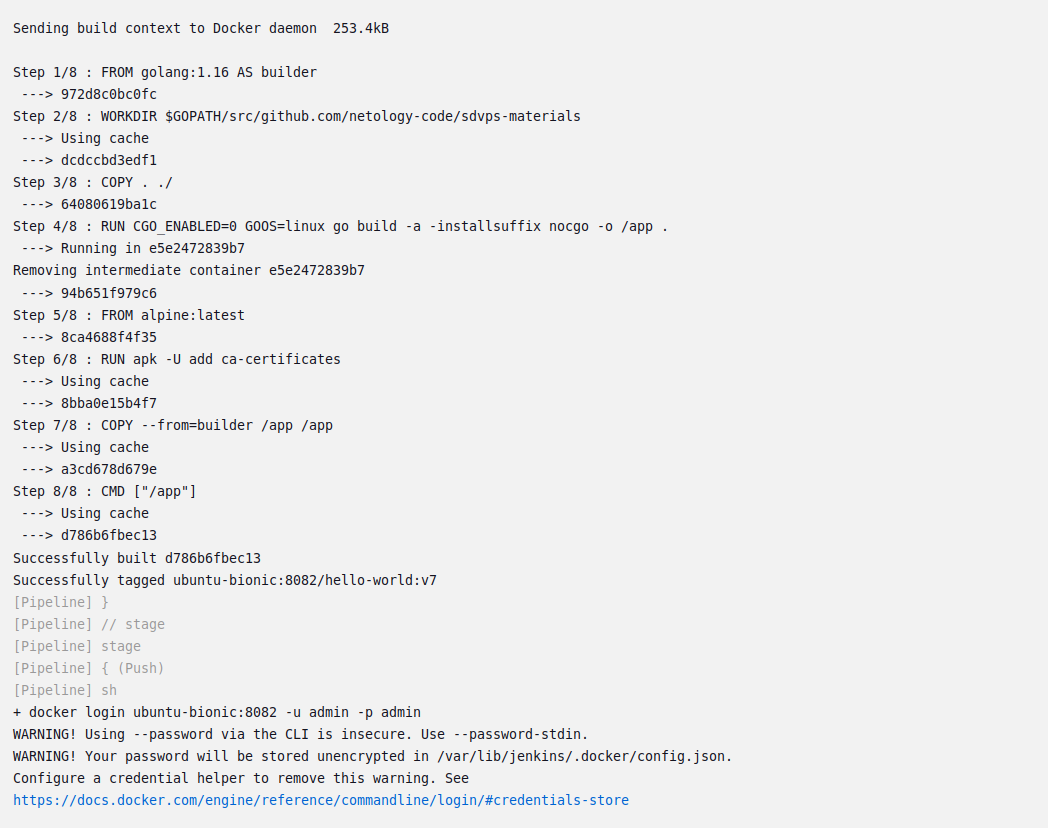 Sending build context to Docker daemon  253.4kB

Step 1/8 : FROM golang:1.16 AS builder
 ---> 972d8c0bc0fc
Step 2/8 : WORKDIR $GOPATH/src/github.com/netology-code/sdvps-materials
 ---> Using cache
 ---> dcdccbd3edf1
Step 3/8 : COPY . ./
 ---> 64080619ba1c
Step 4/8 : RUN CGO_ENABLED=0 GOOS=linux go build -a -installsuffix nocgo -o /app .
 ---> Running in e5e2472839b7
Removing intermediate container e5e2472839b7
 ---> 94b651f979c6
Step 5/8 : FROM alpine:latest
 ---> 8ca4688f4f35
Step 6/8 : RUN apk -U add ca-certificates
 ---> Using cache
 ---> 8bba0e15b4f7
Step 7/8 : COPY --from=builder /app /app
 ---> Using cache
 ---> a3cd678d679e
Step 8/8 : CMD ["/app"]
 ---> Using cache
 ---> d786b6fbec13
Successfully built d786b6fbec13
Successfully tagged ubuntu-bionic:8082/hello-world:v7
[Pipeline] }
[Pipeline] // stage
[Pipeline] stage
[Pipeline] { (Push)
[Pipeline] sh
+ docker login ubuntu-bionic:8082 -u admin -p admin
WARNING! Using --password via the CLI is insecure. Use --password-stdin.
WARNING! Your password will be stored unencrypted in /var/lib/jenkins/.docker/config.json.
Configure a credential helper to remove this warning. See
https://docs.docker.com/engine/reference/commandline/login/#credentials-store